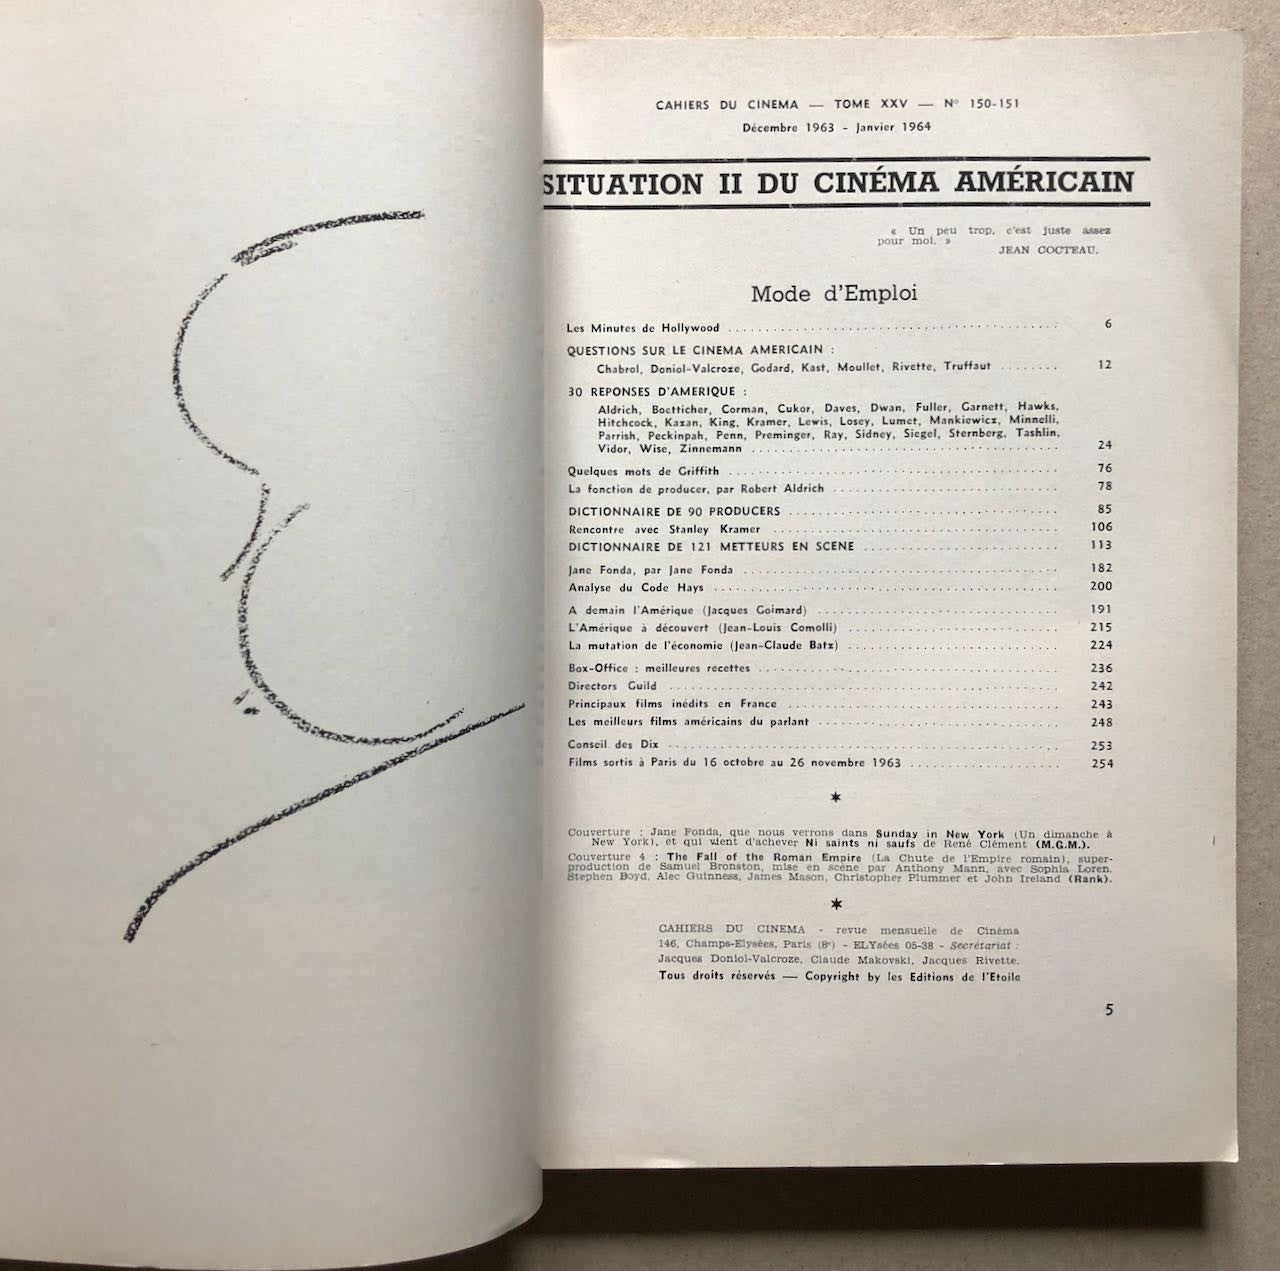 CAHIERS DU CINEMA — TOME XXV — N° 150-151
Décembre 1963 - Janvier 1964
SITUATION II DU CINÉMA AMÉRICAIN
« Un peu trop, c'est juste assez
pour moi. »
JEAN COCTEAU.
Mode d'Emploi
Les Minutes de Hollywood ........ 6
QUESTIONS SUR LE CINEMA AMERICAIN :
Chabrol, Doniol-Valcroze, Godard, Kast, Moullet, Rivette, Truffaut ........ 12
30 REPONSES D'AMERIQUE :
Aldrich, Boetticher, Corman, Cukor, Daves, Dwan, Fuller, Garnett, Hawks,
Hitchcock, Kazan, King, Kramer, Lewis, Losey, Lumet, Mankiewicz, Minnelli,
Parrish, Peckinpah, Penn, Preminger, Ray, Sidney, Siegel, Sternberg, Tashlin,
Vidor, Wise, Zinnemann ........ 24
Quelques mots de Griffith ........ 76
La fonction de producer, par Robert Aldrich ........ 78
DICTIONNAIRE DE 90 PRODUCERS ........ 85
Rencontre avec Stanley Kramer ........ 106
DICTIONNAIRE DE 121 METTEURS EN SCENE ........ 113
Jane Fonda, par Jane Fonda ........ 182
Analyse du Code Hays ........ 200
A demain l'Amérique (Jacques Goimard) ........ 191
L'Amérique à découvert (Jean-Louis Comolli) ........ 215
La mutation de l'économie (Jean-Claude Batz) ........ 224
Box-Office : meilleures recettes ........ 236
Directors Guild ........ 242
Principaux films inédits en France ........ 243
Les meilleurs films américains du parlant ........ 248
Conseil des Dix ........ 253
Films sortis à Paris du 16 octobre au 26 novembre 1963 ........ 254
Couverture : Jane Fonda, que nous verrons dans Sunday in New York (Un dimanche à
New York), et qui vient d'achever Ni saints ni saufs de René Clément (M.G.M.).
Couverture 4 : The Fall of the Roman Empire (La Chute de l'Empire romain), super-
production de Samuel Bronston, mise en scène par Anthony Mann, avec Sophia Loren,
Stephen Boyd, Alec Guinness, James Mason, Christopher Plummer et John Ireland (Rank).
CAHIERS DU CINEMA - revue mensuelle de Cinéma
146, Champs-Elysées, Paris (8e) - ELYsées 05-38 - Secrétariat :
Jacques Doniol-Valcroze, Claude Makovski, Jacques Rivette.
Tous droits réservés — Copyright by les Editions de l'Etoile
5